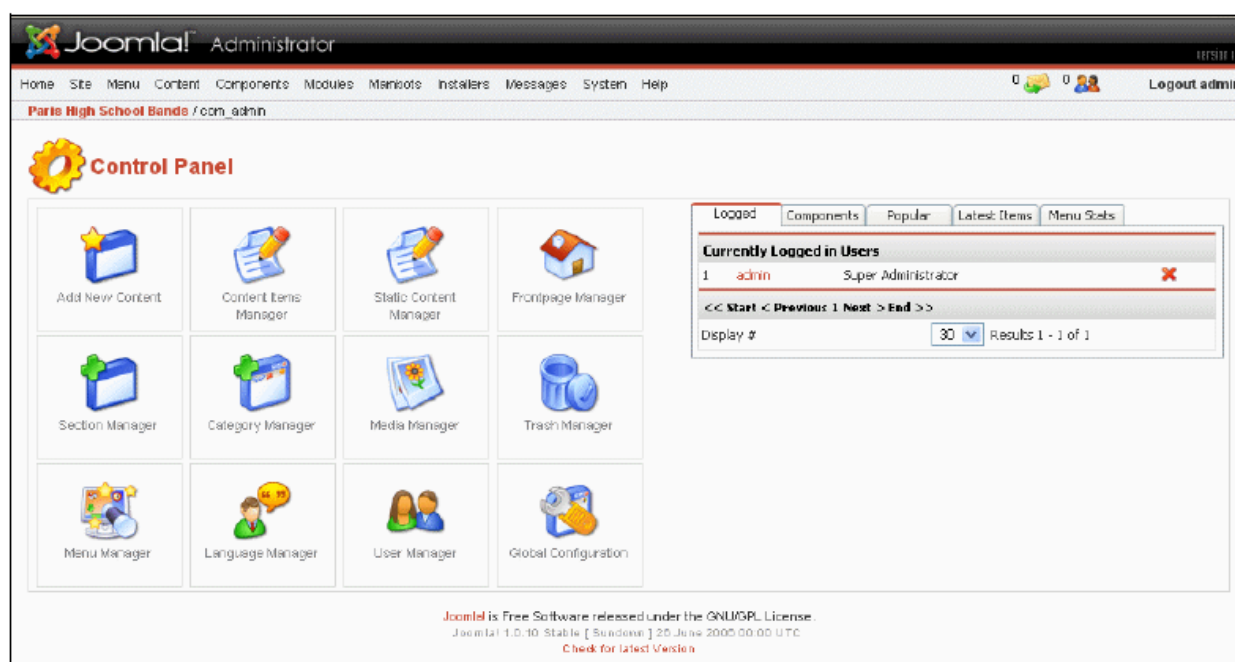 Joomla!™ Administrator
version 1
Home Site Menu Content Components Modules Mambots Installers Messages System Help 0 0 Logout admi
Paris High School Bands / com_admin
Control Panel
Logged Components Popular Latest Items Menu Stats
Currently Logged in Users
1 admin Super Administrator
<< Start < Previous 1 Next > End >>
Display # 30 Results 1 - 1 of 1
Add New Content
Content Items Manager
Static Content Manager
Frontpage Manager
Section Manager
Category Manager
Media Manager
Trash Manager
Menu Manager
Language Manager
User Manager
Global Configuration
Joomla! is Free Software released under the GNU/GPL License.
Joomla! 1.0.10 Stable [ Sundown ] 26 June 2006 00:00 UTC
Check for latest Version